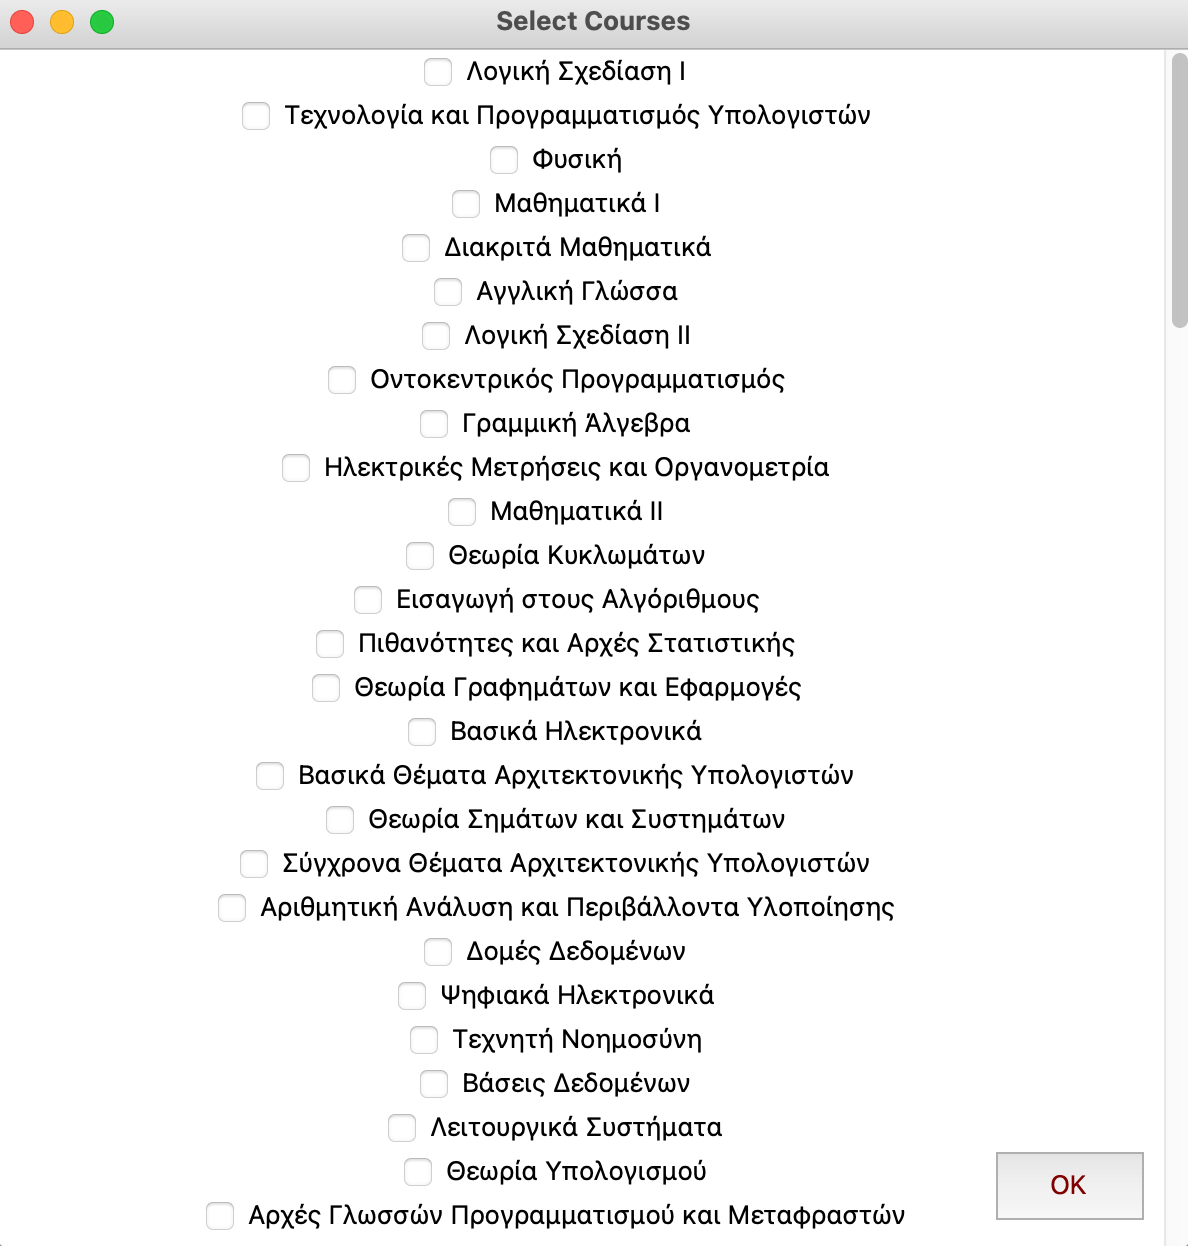 Select Courses
Λογική Σχεδίαση Ι
Τεχνολογία και Προγραμματισμός Υπολογιστών
Φυσική
Μαθηματικά Ι
Διακριτά Μαθηματικά
Αγγλική Γλώσσα
Λογική Σχεδίαση ΙΙ
Οντοκεντρικός Προγραμματισμός
Γραμμική Άλγεβρα
Ηλεκτρικές Μετρήσεις και Οργανομετρία
Μαθηματικά ΙΙ
Θεωρία Κυκλωμάτων
Εισαγωγή στους Αλγόριθμους
Πιθανότητες και Αρχές Στατιστικής
Θεωρία Γραφημάτων και Εφαρμογές
Βασικά Ηλεκτρονικά
Βασικά Θέματα Αρχιτεκτονικής Υπολογιστών
Θεωρία Σημάτων και Συστημάτων
Σύγχρονα Θέματα Αρχιτεκτονικής Υπολογιστών
Αριθμητική Ανάλυση και Περιβάλλοντα Υλοποίησης
Δομές Δεδομένων
Ψηφιακά Ηλεκτρονικά
Τεχνητή Νοημοσύνη
Βάσεις Δεδομένων
Λειτουργικά Συστήματα
Θεωρία Υπολογισμού
OK
Αρχές Γλωσσών Προγραμματισμού και Μεταφραστών